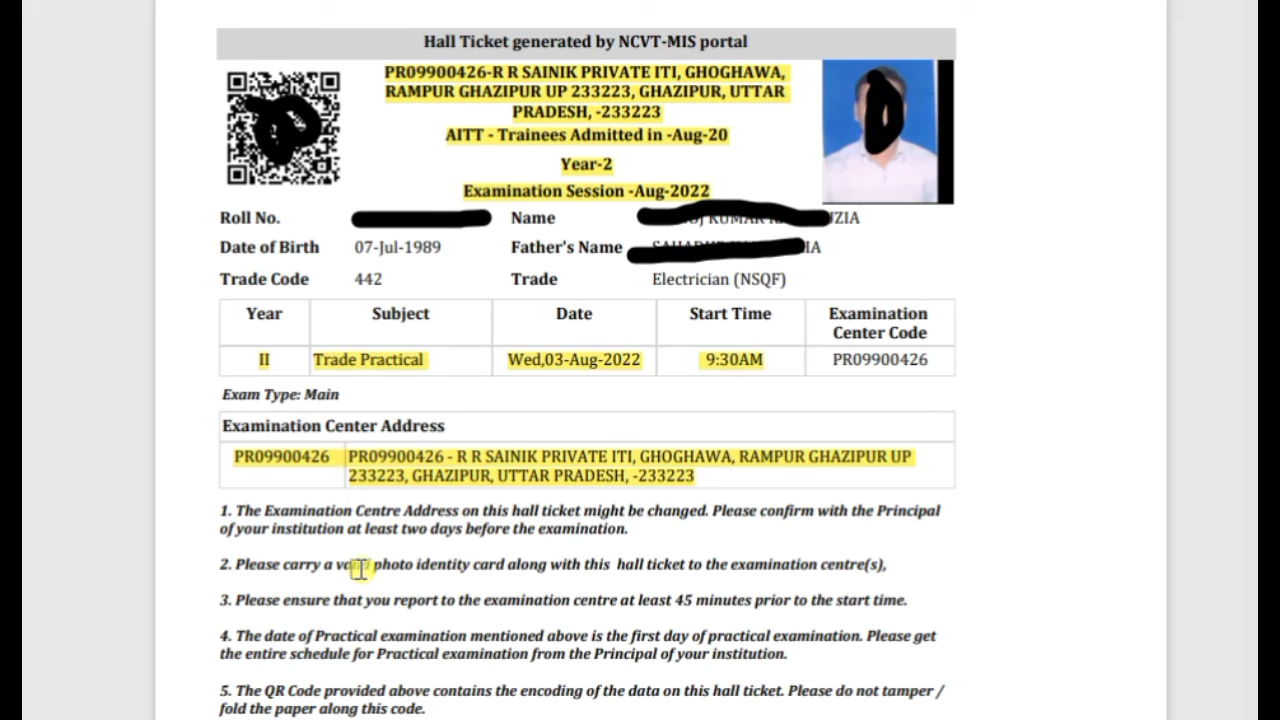 Hall Ticket generated by NCVT-MIS portal
PR09900426-R R SAINIK PRIVATE ITI, GHOGHAWA,
RAMPUR GHAZIPUR UP 233223, GHAZIPUR, UTTAR
PRADESH, -233223
AITT - Trainees Admitted in -Aug-20
Year-2
Examination Session -Aug-2022
Roll No. Name KUMAR
Date of Birth 07-Jul-1989 Father's Name
Trade Code 442 Trade Electrician (NSQF)
Year Subject Date Start Time Examination
Center Code
II Trade Practical Wed,03-Aug-2022 9:30AM PR09900426
Exam Type: Main
Examination Center Address
PR09900426 PR09900426 - R R SAINIK PRIVATE ITI, GHOGHAWA, RAMPUR GHAZIPUR UP
233223, GHAZIPUR, UTTAR PRADESH, -233223
1. The Examination Centre Address on this hall ticket might be changed. Please confirm with the Principal
of your institution at least two days before the examination.
2. Please carry a valid photo identity card along with this hall ticket to the examination centre(s),
3. Please ensure that you report to the examination centre at least 45 minutes prior to the start time.
4. The date of Practical examination mentioned above is the first day of practical examination. Please get
the entire schedule for Practical examination from the Principal of your institution.
5. The QR Code provided above contains the encoding of the data on this hall ticket. Please do not tamper /
fold the paper along this code.